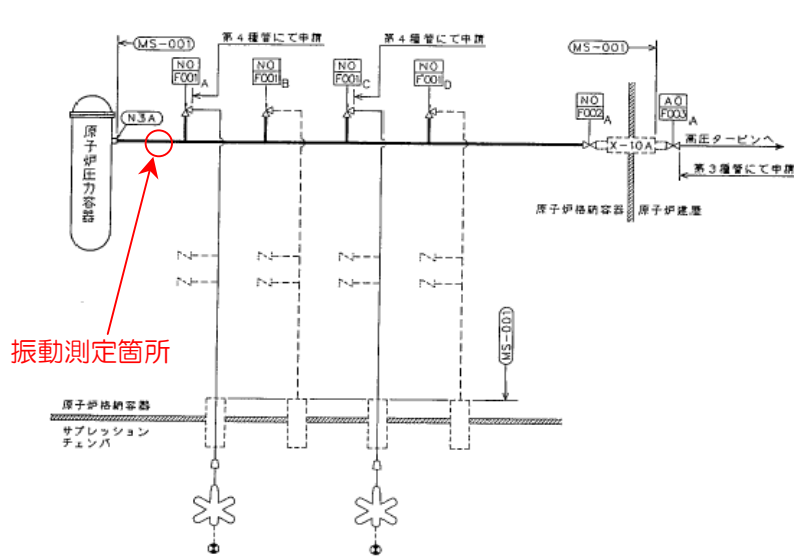 第4種管にて申請
第4種管にて申請
MS-001
MS-001
NO
F001
A
NO
F001
B
NO
F001
C
NO
F001
D
NO
F002
A
AO
F003
A
N3A
原子炉圧力容器
X-10A
高圧タービンへ
第3種管にて申請
原子炉格納容器
原子炉建屋
振動測定箇所
MS-001
原子炉格納容器
サプレッション
チェンバ